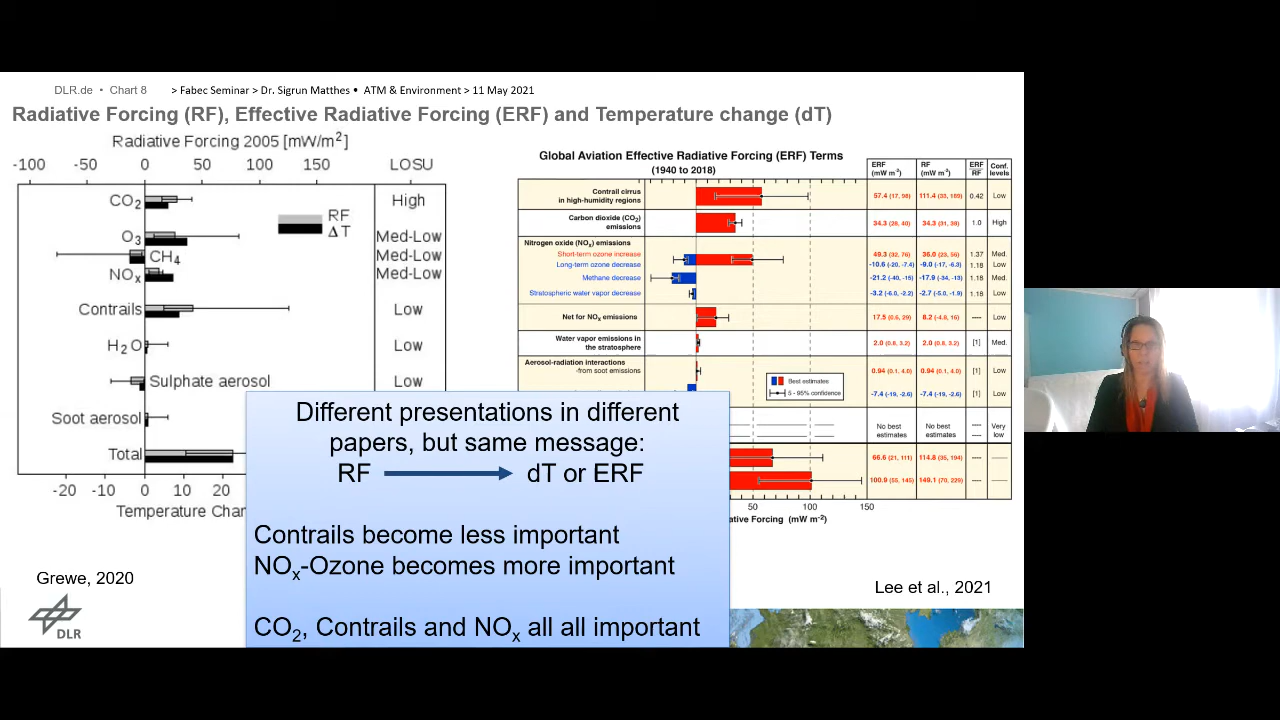 DLR.de • Chart 8 > Fabec Seminar > Dr. Sigrun Matthes • ATM & Environment > 11 May 2021
Radiative Forcing (RF), Effective Radiative Forcing (ERF) and Temperature change (dT)
Radiative Forcing 2005 [mW/m²]
-100 -50 0 50 100 150 LOSU
CO₂ High
RF
ΔT
O₃ Med-Low
CH₄ Med-Low
NOₓ Med-Low
Contrails Low
H₂O Low
Sulphate aerosol Low
Soot aerosol
Total
-20 -10 0 10 20
Temperature Chan
Grewe, 2020
DLR
Global Aviation Effective Radiative Forcing (ERF) Terms
(1940 to 2018)
ERF (mW m⁻²) RF (mW m⁻²) ERF RF Conf. levels
Contrail cirrus
in high-humidity regions
57.4 (17, 98) 111.4 (33, 189) 0.42 Low
Carbon dioxide (CO₂)
emissions
34.3 (28, 40) 34.3 (31, 38) 1.0 High
Nitrogen oxide (NOₓ) emissions
Short-term ozone increase 49.3 (32, 76) 36.0 (23, 56) 1.37 Med.
Long-term ozone decrease -10.6 (-20, -7.4) -9.0 (-17, -6.3) 1.18 Low
Methane decrease -21.2 (-40, -15) -17.9 (-34, -13) 1.18 Med.
Stratospheric water vapor decrease -3.2 (-6.0, -2.2) -2.7 (-5.0, -1.9) 1.18 Low
Net for NOₓ emissions 17.5 (0.6, 29) 8.2 (-4.8, 16) ---- Low
Water vapor emissions in
the stratosphere
2.0 (0.8, 3.2) 2.0 (0.8, 3.2) [1] Med.
Aerosol-radiation interactions
-from soot emissions 0.94 (0.1, 4.0) 0.94 (0.1, 4.0) [1] Low
-7.4 (-19, -2.6) -7.4 (-19, -2.6) [1] Low
Best estimates
5 - 95% confidence
No best estimates No best estimates ---- ---- Very low
66.6 (21, 111) 114.8 (35, 194) ----
100.9 (55, 145) 149.1 (70, 229) ----
50 100 150
ative Forcing (mW m⁻²)
Lee et al., 2021
Different presentations in different
papers, but same message:
RF dT or ERF
Contrails become less important
NOₓ-Ozone becomes more important
CO₂, Contrails and NOₓ all all important